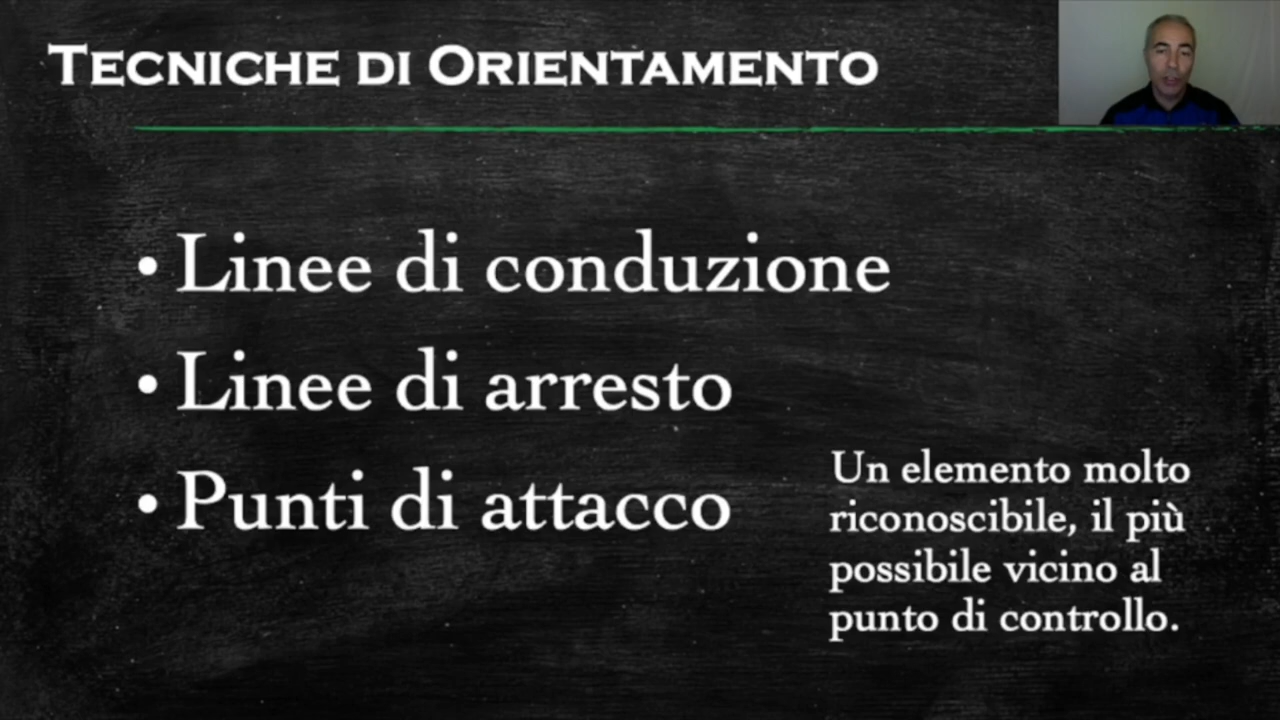 Tecniche di Orientamento
• Linee di conduzione
• Linee di arresto
• Punti di attacco
Un elemento molto
riconoscibile, il più
possibile vicino al
punto di controllo.